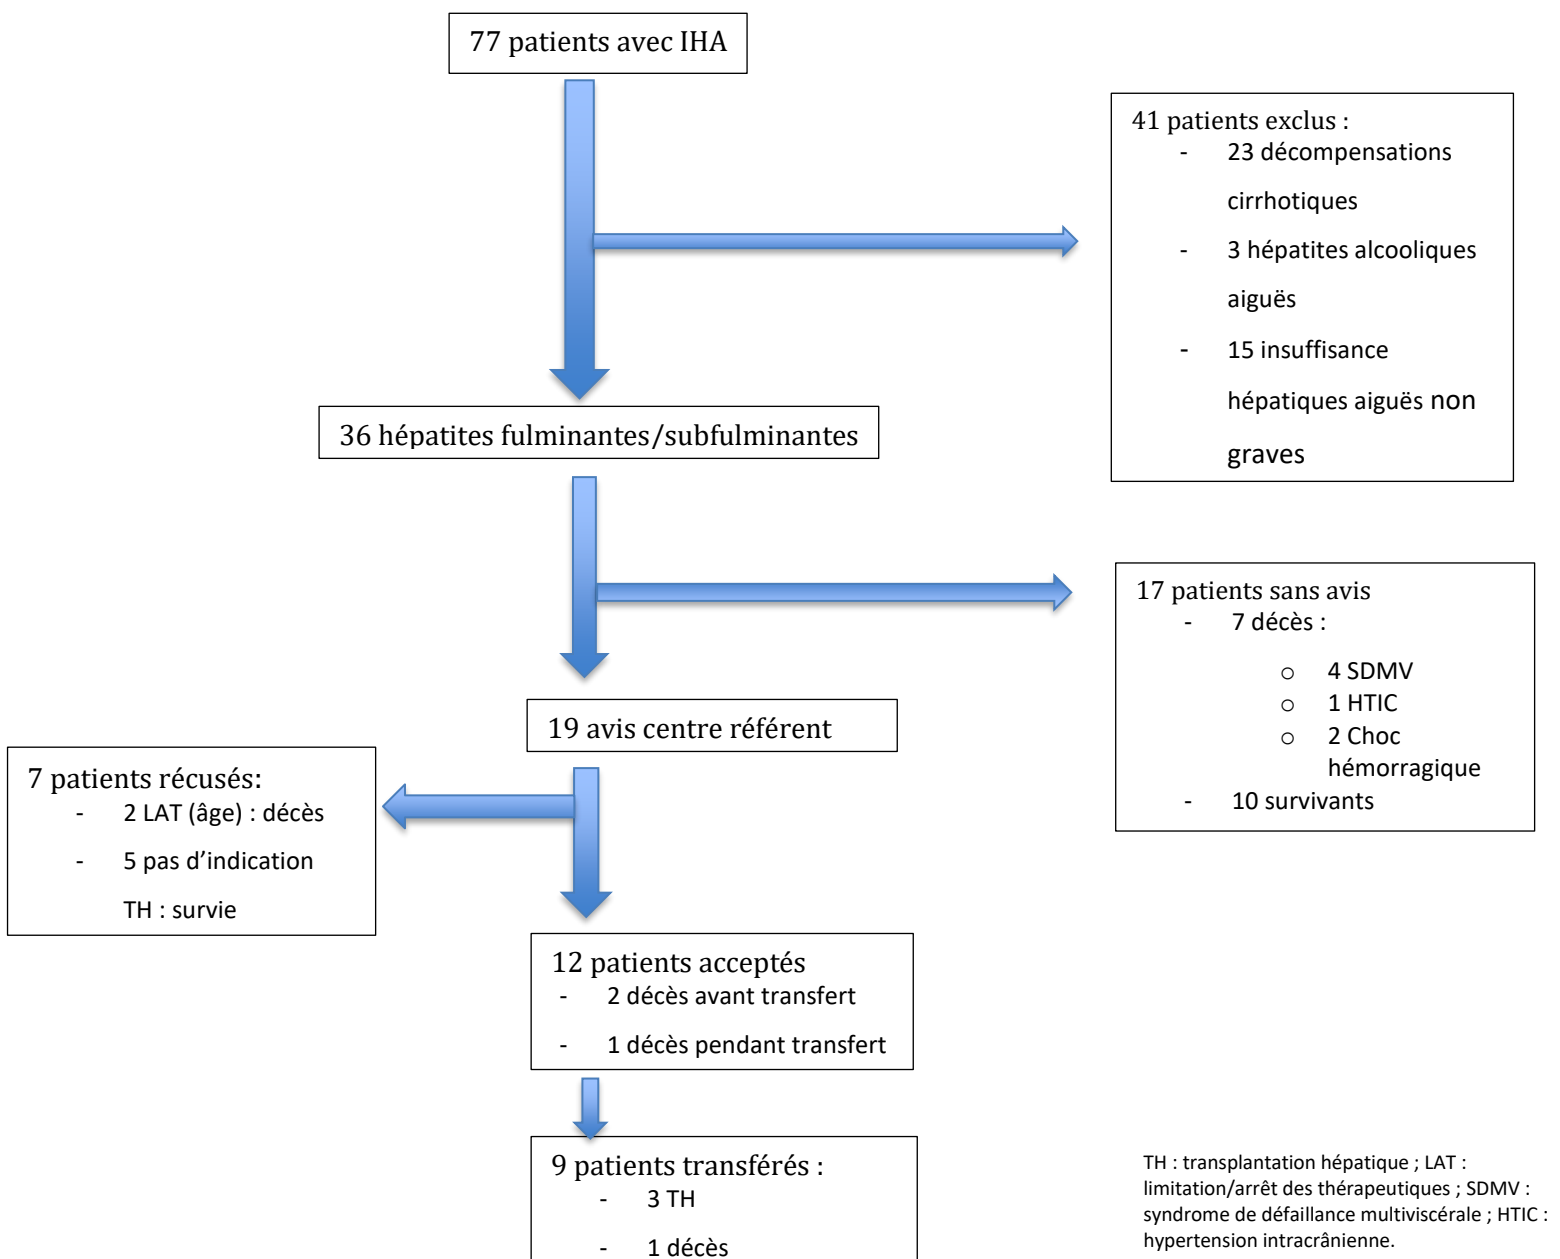 77 patients avec IHA
41 patients exclus :
- 23 décompensations
cirrhotiques
- 3 hépatites alcooliques
aiguës
- 15 insuffisance
hépatiques aiguës non
graves
36 hépatites fulminantes/subfulminantes
17 patients sans avis
- 7 décès :
o 4 SDMV
o 1 HTIC
o 2 Choc
hémorragique
- 10 survivants
19 avis centre référent
7 patients récusés:
- 2 LAT (âge) : décès
- 5 pas d’indication
TH : survie
12 patients acceptés
- 2 décès avant transfert
- 1 décès pendant transfert
9 patients transférés :
- 3 TH
- 1 décès
TH : transplantation hépatique ; LAT :
limitation/arrêt des thérapeutiques ; SDMV :
syndrome de défaillance multiviscérale ; HTIC :
hypertension intracrânienne.